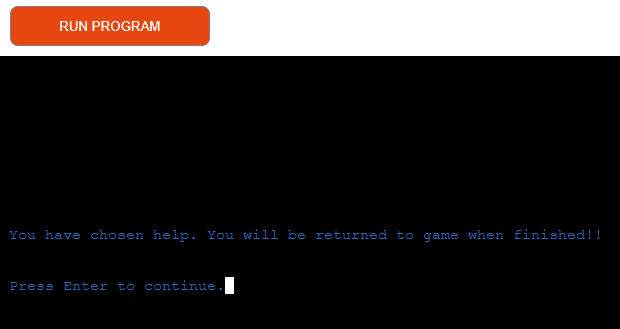 RUN PROGRAM
You have chosen help. You will be returned to game when finished!!
Press Enter to continue.